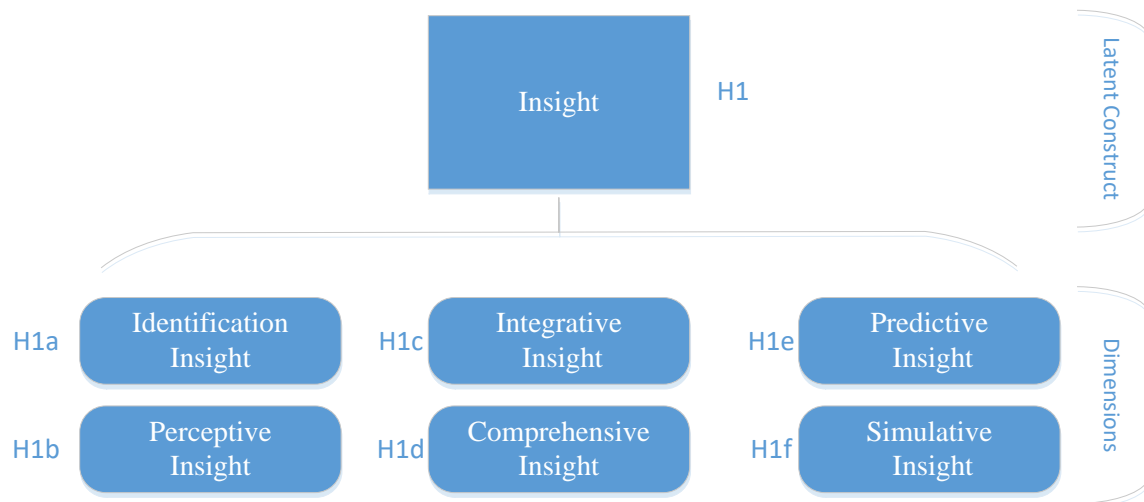 Insight
H1
Latent Construct
H1a
Identification
Insight
H1c
Integrative
Insight
H1e
Predictive
Insight
H1b
Perceptive
Insight
H1d
Comprehensive
Insight
H1f
Simulative
Insight
Dimensions